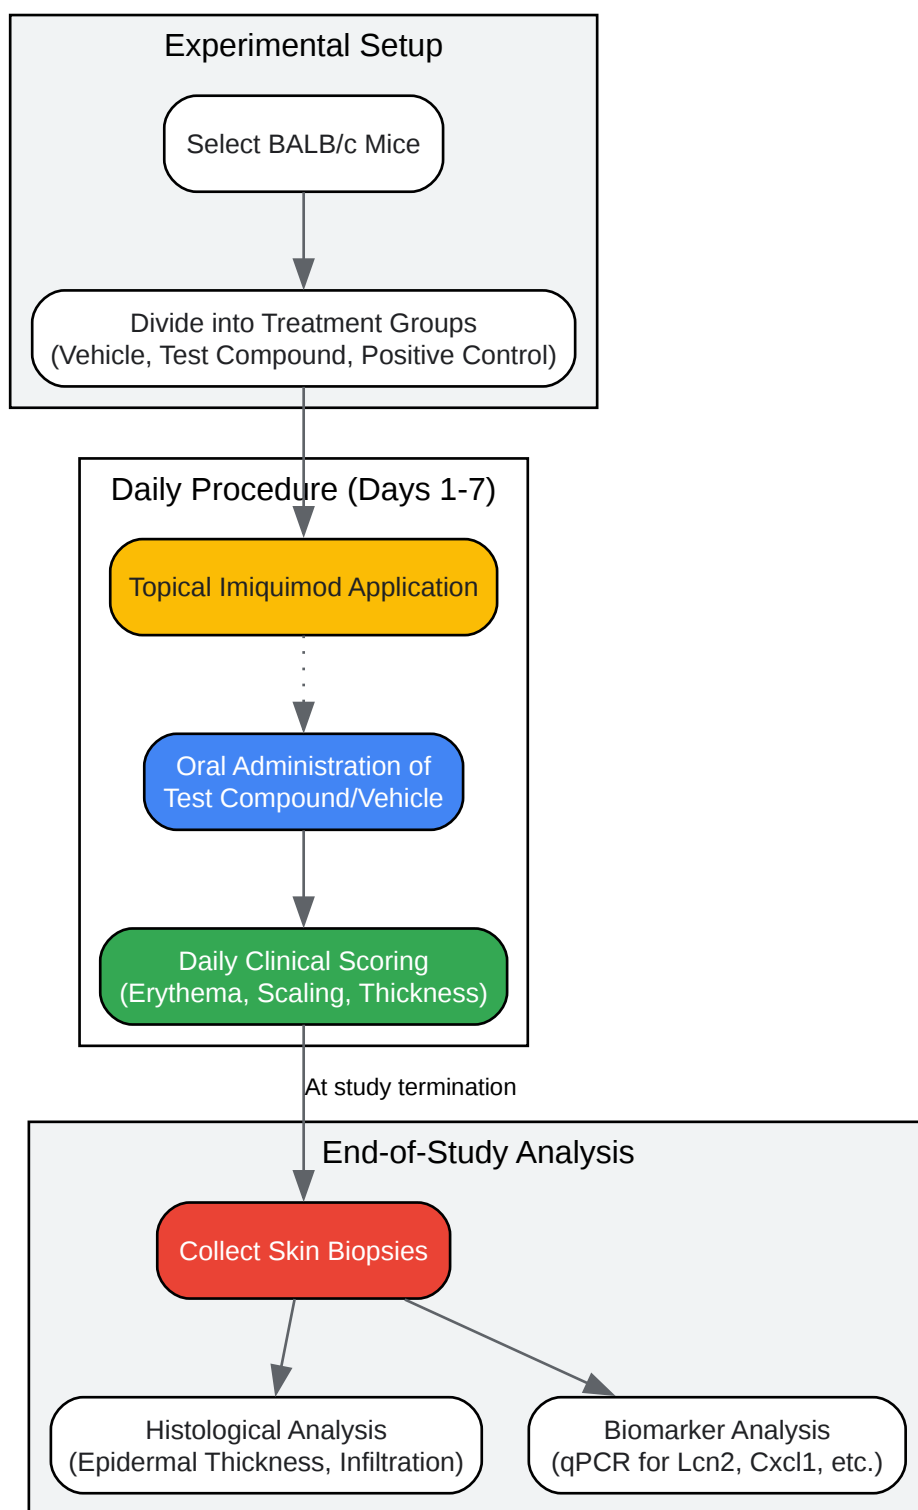 Experimental Setup
Select BALB/c Mice
Divide into Treatment Groups
(Vehicle, Test Compound, Positive Control)
Daily Procedure (Days 1-7)
Topical Imiquimod Application
Oral Administration of
Test Compound/Vehicle
Daily Clinical Scoring
(Erythema, Scaling, Thickness)
At study termination
End-of-Study Analysis
Collect Skin Biopsies
Histological Analysis
(Epidermal Thickness, Infiltration)
Biomarker Analysis
(qPCR for Lcn2, Cxcl1, etc.)